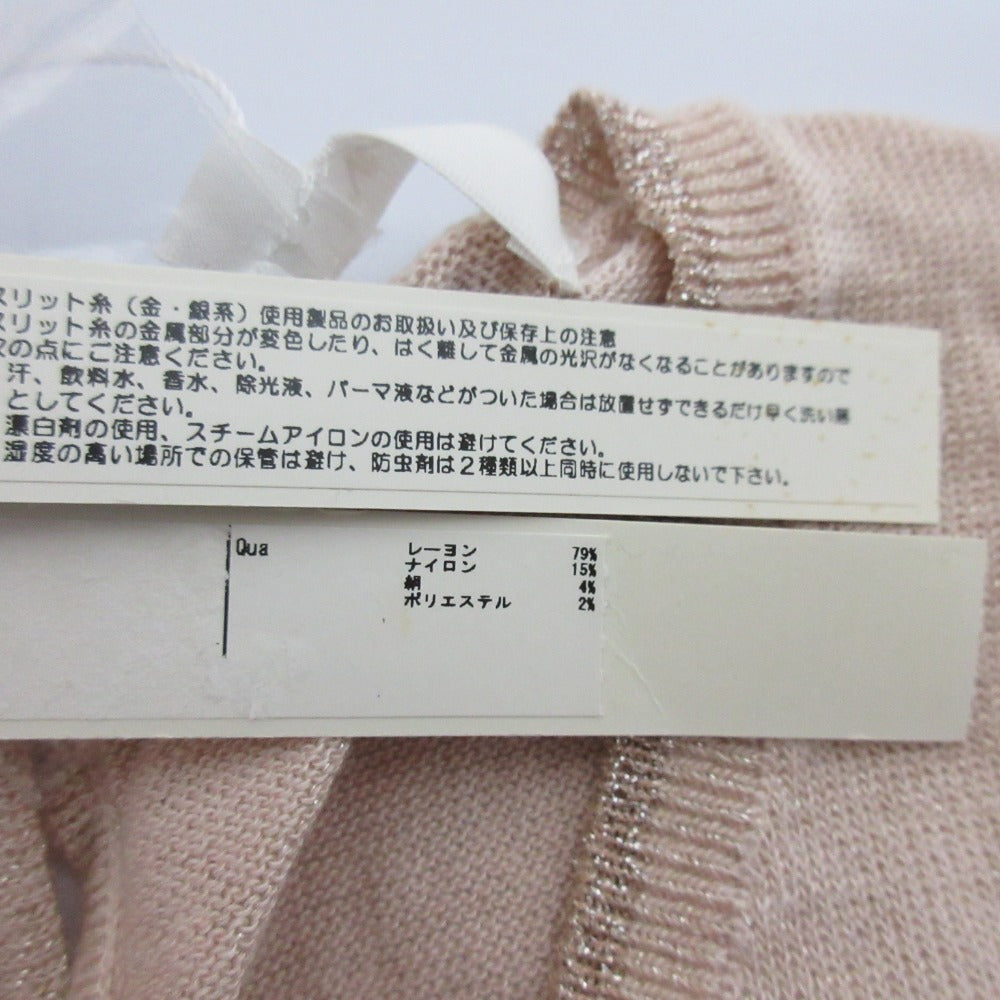 スリット糸（金・銀系）使用製品のお取扱い及び保存上の注意
スリット糸の金属部分が変色したり、はく離して金属の光沢がなくなることがありますので
次の点にご注意ください。
汗、飲料水、香水、除光液、パーマ液などがついた場合は放置せずできるだけ早く洗い落
としてください。
漂白剤の使用、スチームアイロンの使用は避けてください。
湿度の高い場所での保管は避け、防虫剤は２種類以上同時に使用しないで下さい。
Qua レーヨン 79%
ナイロン 15%
絹 4%
ポリエステル 2%